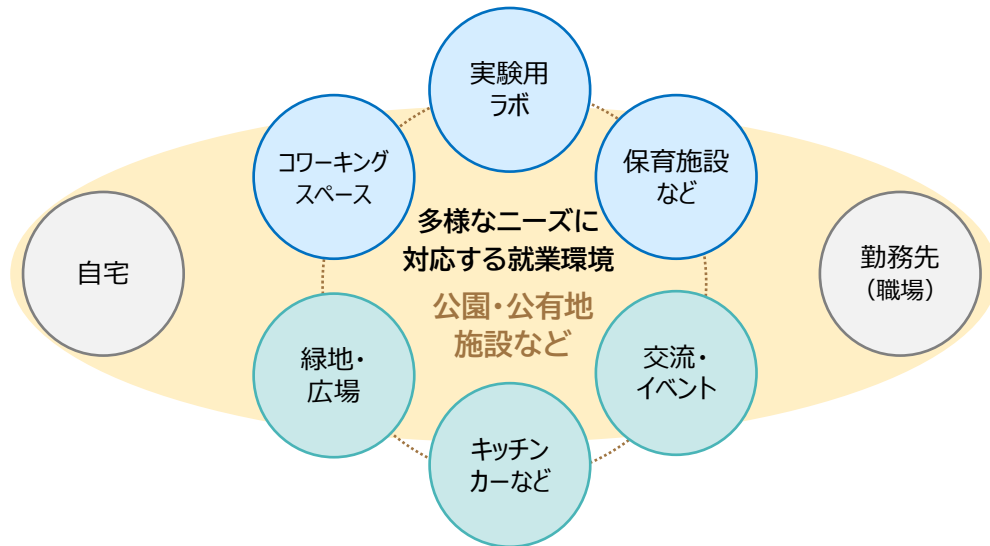 実験用
ラボ
コワーキング
スペース
保育施設
など
多様なニーズに
対応する就業環境
自宅
勤務先
（職場）
公園・公有地
施設など
緑地・
広場
交流・
イベント
キッチン
カーなど